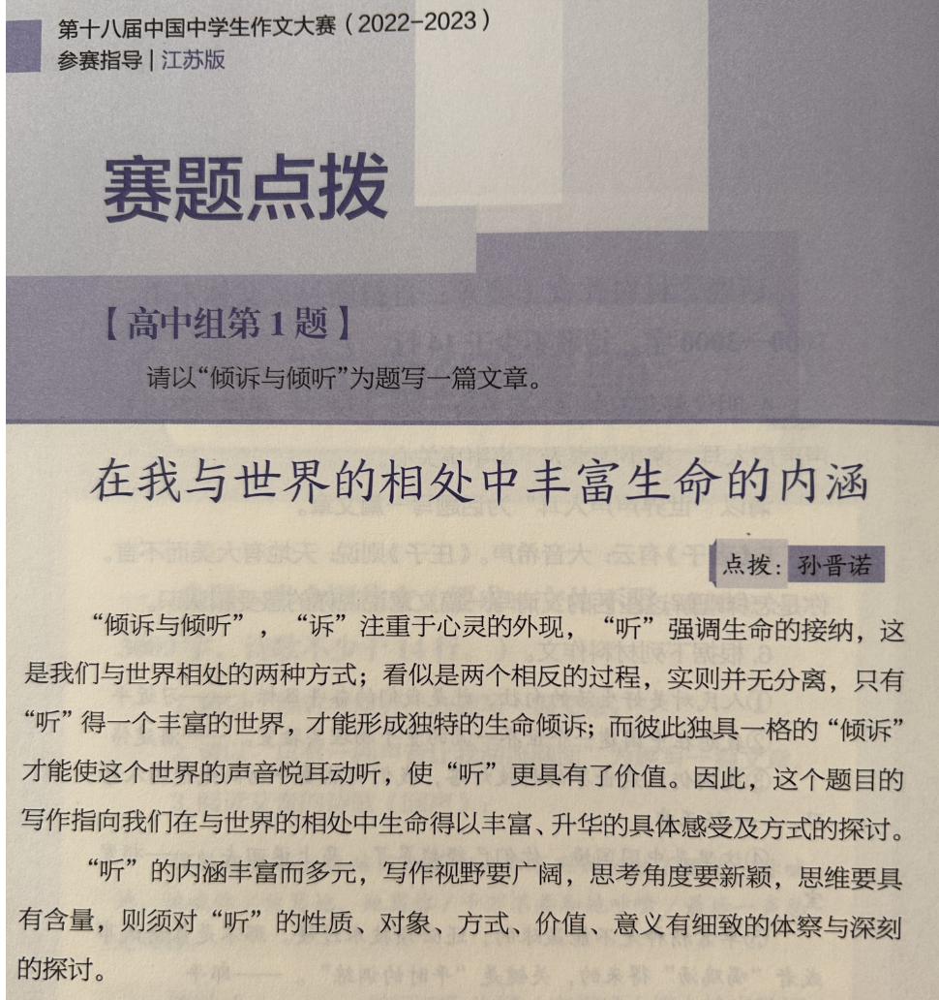 第十八届中国中学生作文大赛(2022-2023)
参赛指导|江苏版
赛题点拨
【高中组第1题】
请以“倾诉与倾听”为题写一篇文章。
在我与世界的相处中丰富生命的内涵
点拨：孙晋诺
“倾诉与倾听”，“诉”注重于心灵的外现，“听”强调生命的接纳，这
是我们与世界相处的两种方式；看似是两个相反的过程，实则并无分离，只有
“听”得一个丰富的世界，才能形成独特的生命倾诉；而彼此独具一格的“倾诉”
才能使这个世界的声音悦耳动听，使“听”更具有了价值。因此，这个题目的
写作指向我们在与世界的相处中生命得以丰富、升华的具体感受及方式的探讨。
“听”的内涵丰富而多元，写作视野要广阔，思考角度要新颖，思维要具
有含量，则须对“听”的性质、对象、方式、价值、意义有细致的体察与深刻
的探讨。